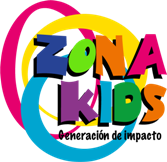 ZONA
KIDS
Generación de impacto